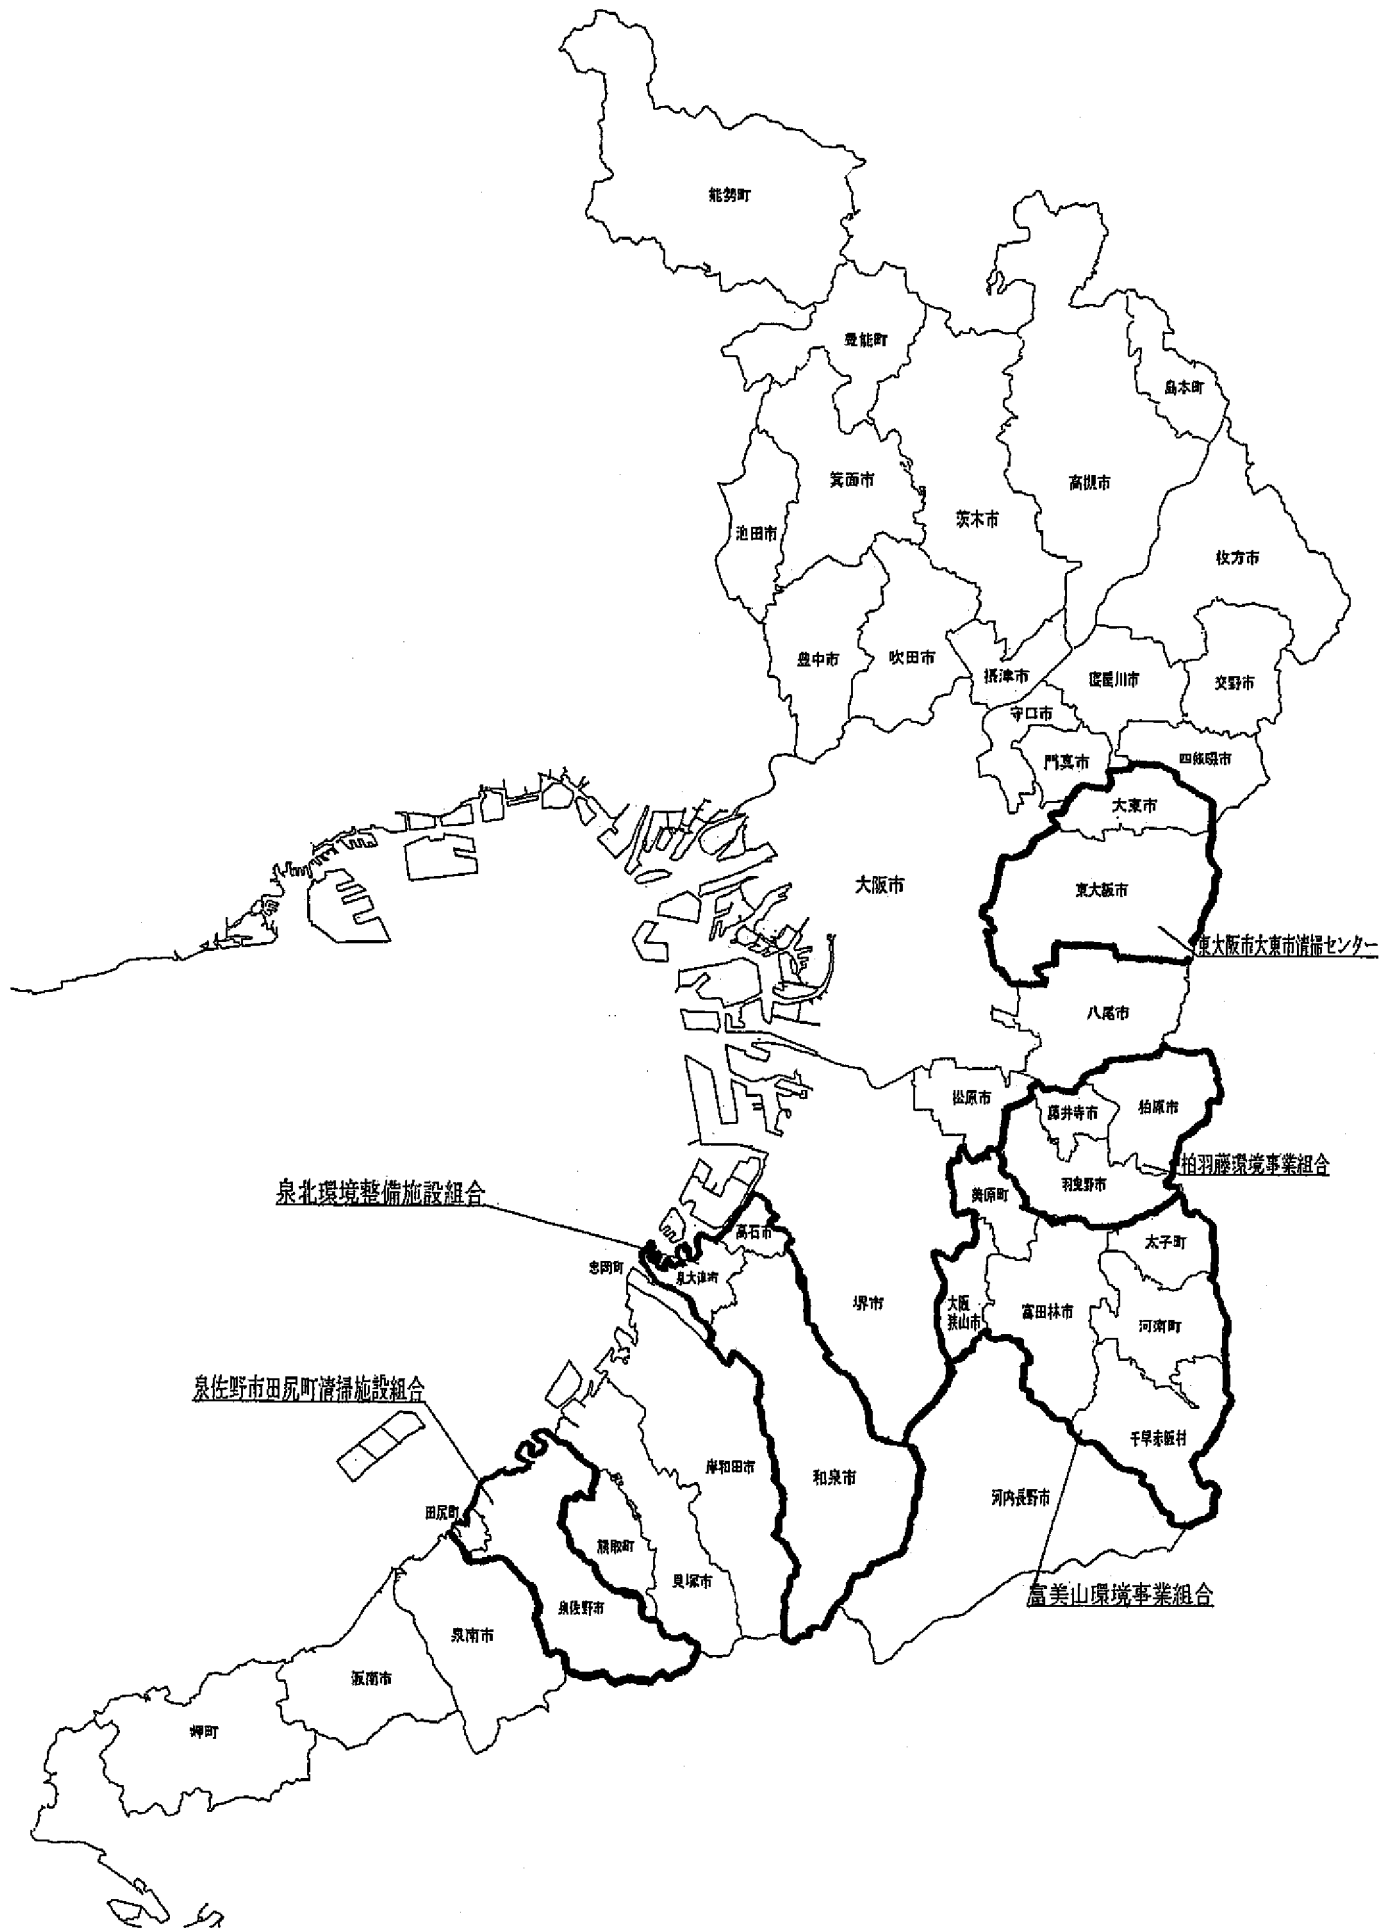 能勢町
豊能町
島本町
箕面市
高槻市
茨木市
池田市
枚方市
豊中市
吹田市
摂津市
寝屋川市
交野市
守口市
門真市
四條畷市
大東市
大阪市
東大阪市
東大阪市大東市清掃センター
八尾市
松原市
藤井寺市
柏原市
柏羽藤環境事業組合
羽曳野市
美原町
泉北環境整備施設組合
高石市
太子町
忠岡町
泉大津市
堺市
大阪
狭山市
富田林市
河南町
泉佐野市田尻町清掃施設組合
千早赤阪村
岸和田市
和泉市
河内長野市
田尻町
熊取町
貝塚市
富美山環境事業組合
泉佐野市
泉南市
阪南市
岬町